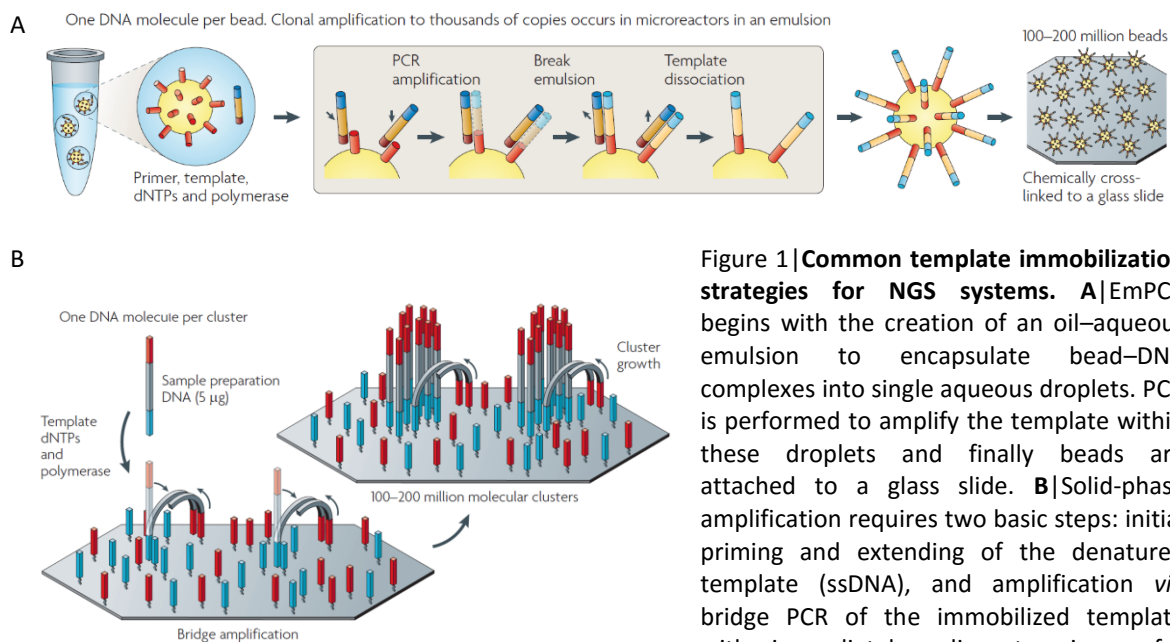 A
One DNA molecule per bead. Clonal amplification to thousands of copies occurs in microreactors in an emulsion
100–200 million beads
PCR
amplification
Break
emulsion
Template
dissociation
Primer, template,
dNTPs and polymerase
Chemically cross-
linked to a glass slide
B
One DNA molecue per cluster
Sample preparation
DNA (5 µg)
Template
dNTPs
and
polymerase
Cluster
growth
100–200 million molecular clusters
Bridge amplification
Figure 1|Common template immobilizatio
strategies for NGS systems. A|EmPC
begins with the creation of an oil–aqueou
emulsion to encapsulate bead–DN
complexes into single aqueous droplets. PC
is performed to amplify the template withi
these droplets and finally beads ar
attached to a glass slide. B|Solid-phas
amplification requires two basic steps: initia
priming and extending of the denature
template (ssDNA), and amplification vi
bridge PCR of the immobilized templat